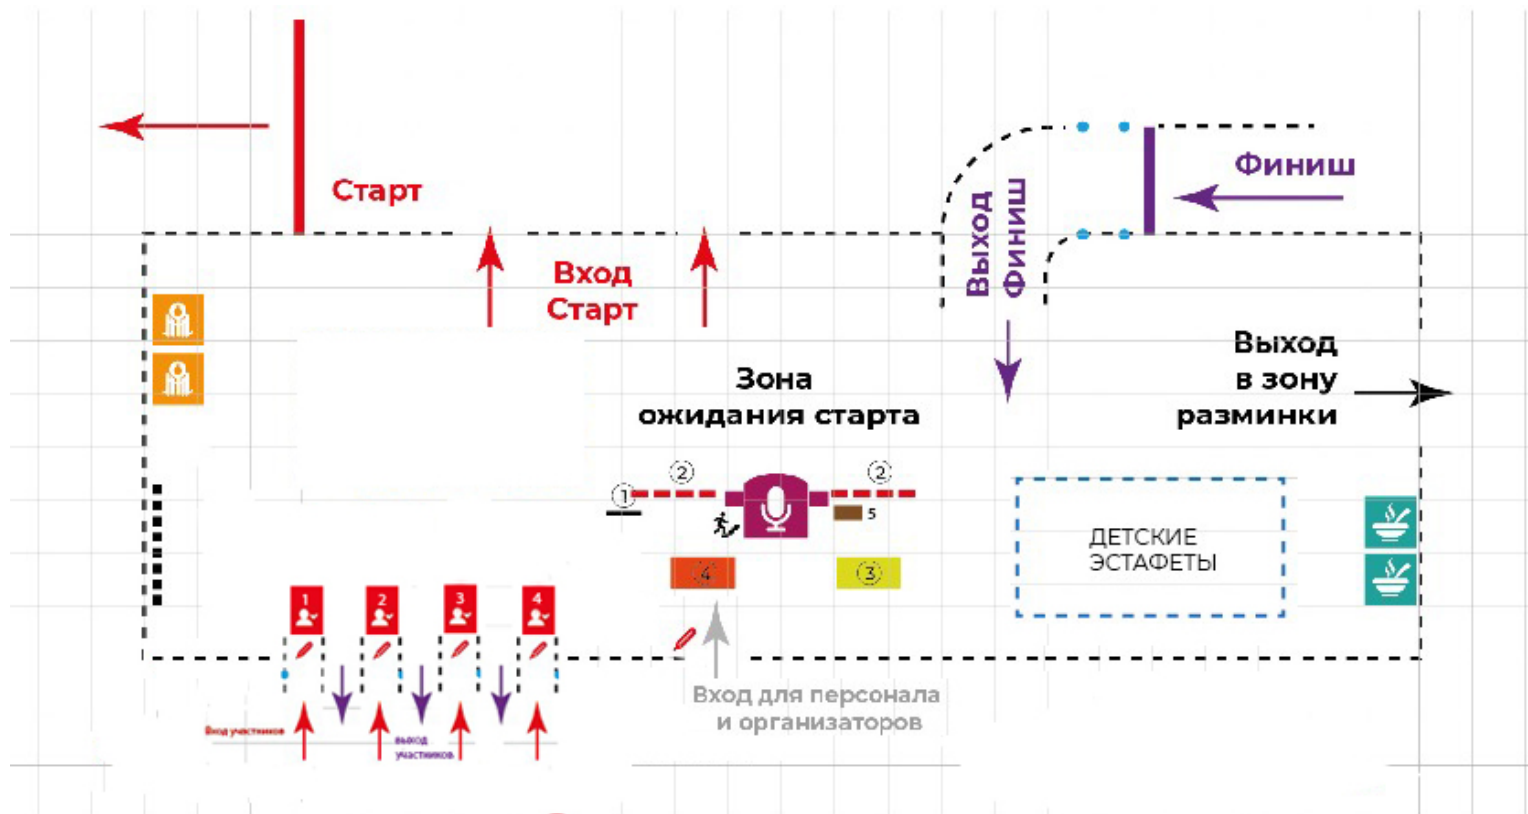 Старт
Финиш
Выход
Финиш
Вход
Старт
Выход
в зону
разминки
Зона
ожидания старта
2
2
1
5
4
3
ДЕТСКИЕ
ЭСТАФЕТЫ
1
2
3
4
Вход для персонала
и организаторов
Вход участников
выход
участников